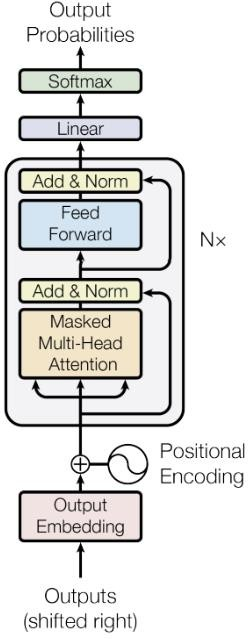 Output
Probabilities
Softmax
Linear
Add & Norm
Feed
Forward
N×
Add & Norm
Masked
Multi-Head
Attention
Positional
Encoding
Output
Embedding
Outputs
(shifted right)